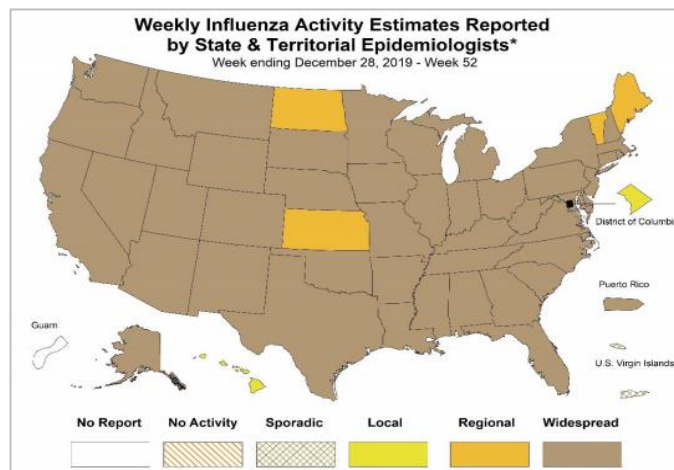 Weekly Influenza Activity Estimates Reported
by State & Territorial Epidemiologists*
Week ending December 28, 2019 - Week 52
District of Columbia
Puerto Rico
Guam
U.S. Virgin Islands
No Report No Activity Sporadic Local Regional Widespread